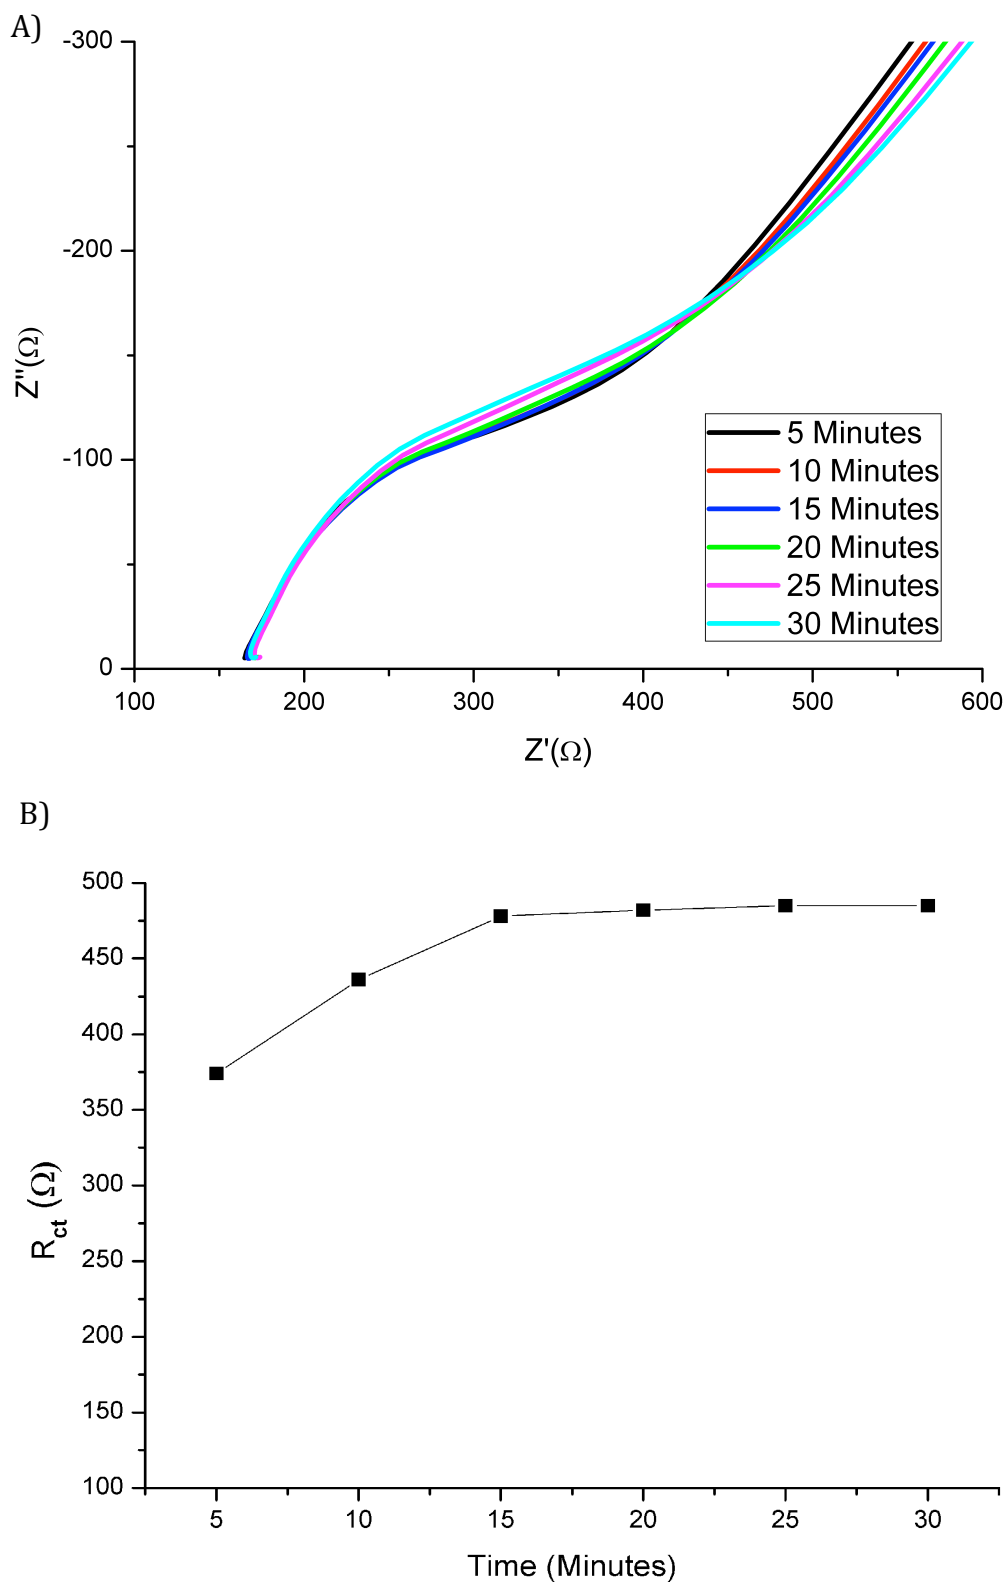 A)
-300
-200
-100
0
Z''(Ω)
100
200
300
400
500
600
Z'(Ω)
5 Minutes
10 Minutes
15 Minutes
20 Minutes
25 Minutes
30 Minutes
B)
500
450
400
350
300
250
200
150
100
Rct (Ω)
5
10
15
20
25
30
Time (Minutes)